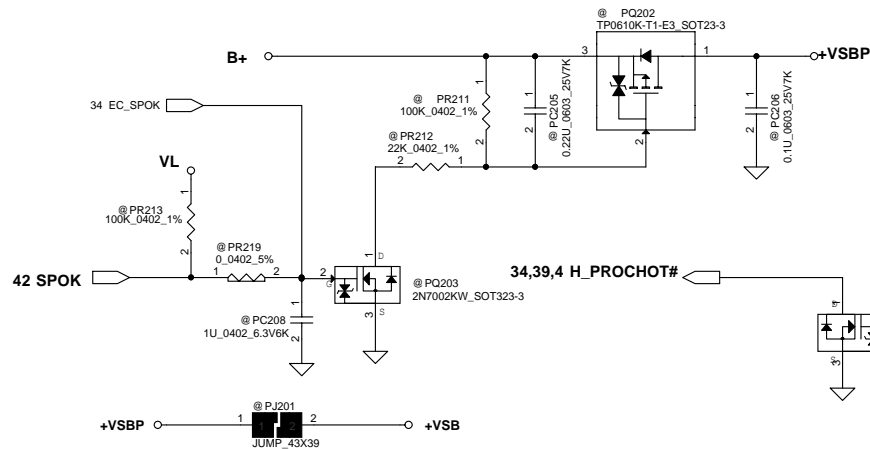 @ PQ202
TP0610K-T1-E3_SOT23-3
B+
3
1
+VSBP
1
2
@ PR211
100K_0402_1%
1
2
@ PC205
0.22U_0603_25V7K
2
1
2
@ PC206
0.1U_0603_25V7K
34 EC_SPOK
@ PR212
22K_0402_1%
2
1
VL
1
2
@ PR213
100K_0402_1%
@ PR219
0_0402_5%
42 SPOK
1
2
2
G
1
D
S
3
@ PQ203
2N7002KW_SOT323-3
1
2
@ PC208
1U_0402_6.3V6K
34,39,4 H_PROCHOT#
1
D
S
3
@ PJ201
+VSBP
1
1
2
2
+VSB
JUMP_43X39